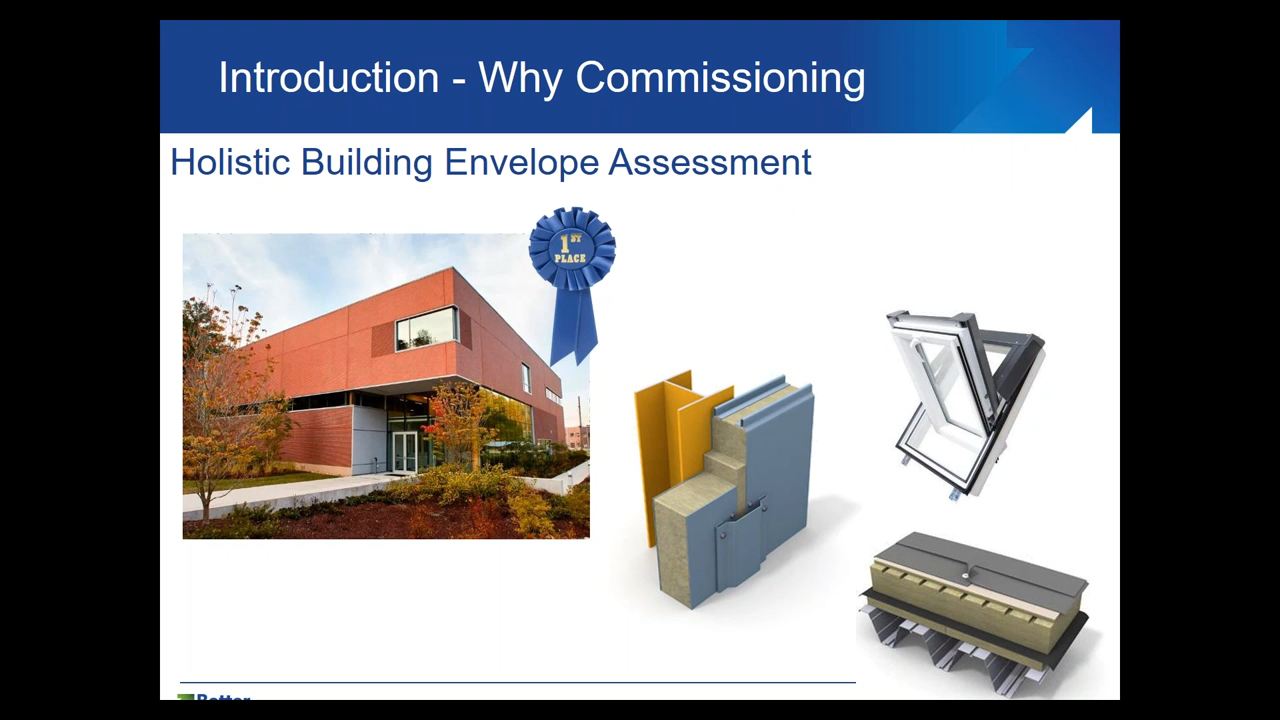 Introduction - Why Commissioning
Holistic Building Envelope Assessment
1ST
PLACE
Better